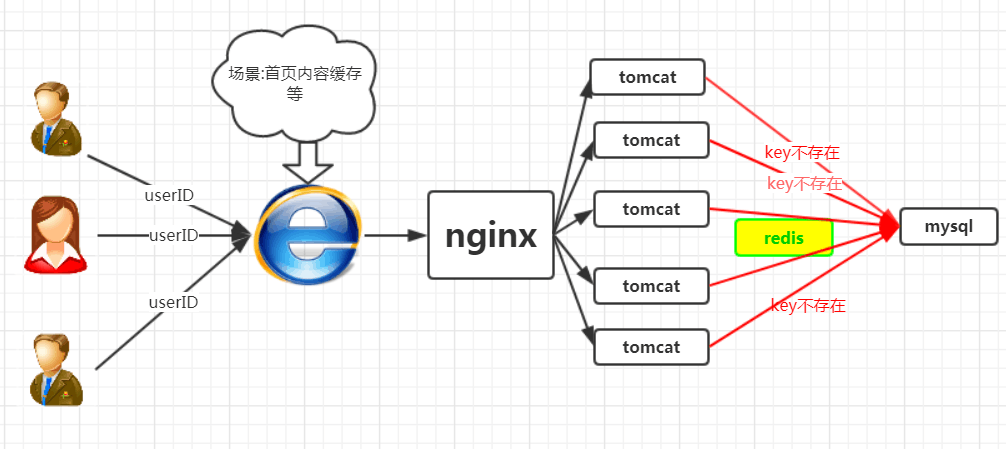 场景:首页内容缓存
等
userID
userID
userID
nginx
tomcat
tomcat
tomcat
tomcat
tomcat
key不存在
key不存在
redis
key不存在
mysql